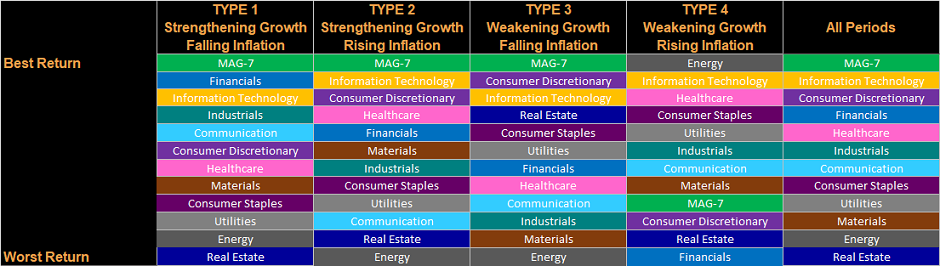 TYPE 1 TYPE 2 TYPE 3 TYPE 4
Strengthening Growth Strengthening Growth Weakening Growth Weakening Growth All Periods
Falling Inflation Rising Inflation Falling Inflation Rising Inflation
Best Return MAG-7 MAG-7 MAG-7 Energy MAG-7
Financials Information Technology Consumer Discretionary Information Technology Information Technology
Information Technology Consumer Discretionary Information Technology Healthcare Consumer Discretionary
Industrials Healthcare Real Estate Consumer Staples Financials
Communication Financials Consumer Staples Utilities Healthcare
Consumer Discretionary Materials Utilities Industrials Industrials
Healthcare Industrials Financials Communication Communication
Materials Consumer Staples Healthcare Materials Consumer Staples
Consumer Staples Utilities Communication MAG-7 Utilities
Utilities Communication Industrials Consumer Discretionary Materials
Energy Real Estate Materials Real Estate Energy
Worst Return Real Estate Energy Energy Financials Real Estate